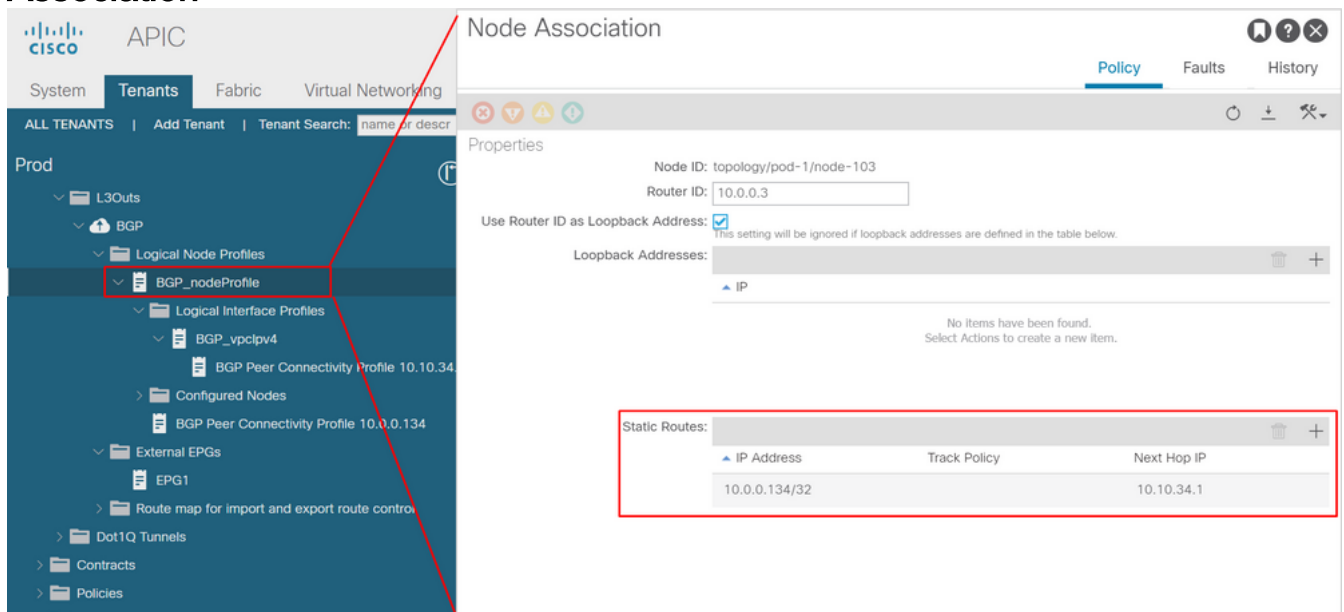 Association
CISCO APIC
System Tenants Fabric Virtual Networking
ALL TENANTS | Add Tenant | Tenant Search: name or descr
Prod
L3Outs
BGP
Logical Node Profiles
BGP_nodeProfile
Logical Interface Profiles
BGP_vpcIpv4
BGP Peer Connectivity Profile 10.10.34.
Configured Nodes
BGP Peer Connectivity Profile 10.0.0.134
External EPGs
EPG1
Route map for import and export route control
Dot1Q Tunnels
Contracts
Policies
Node Association
Policy Faults History
Properties
Node ID: topology/pod-1/node-103
Router ID: 10.0.0.3
Use Router ID as Loopback Address:
This setting will be ignored if loopback addresses are defined in the table below.
Loopback Addresses:
IP
No items have been found.
Select Actions to create a new item.
Static Routes:
IP Address Track Policy Next Hop IP
10.0.0.134/32 10.10.34.1